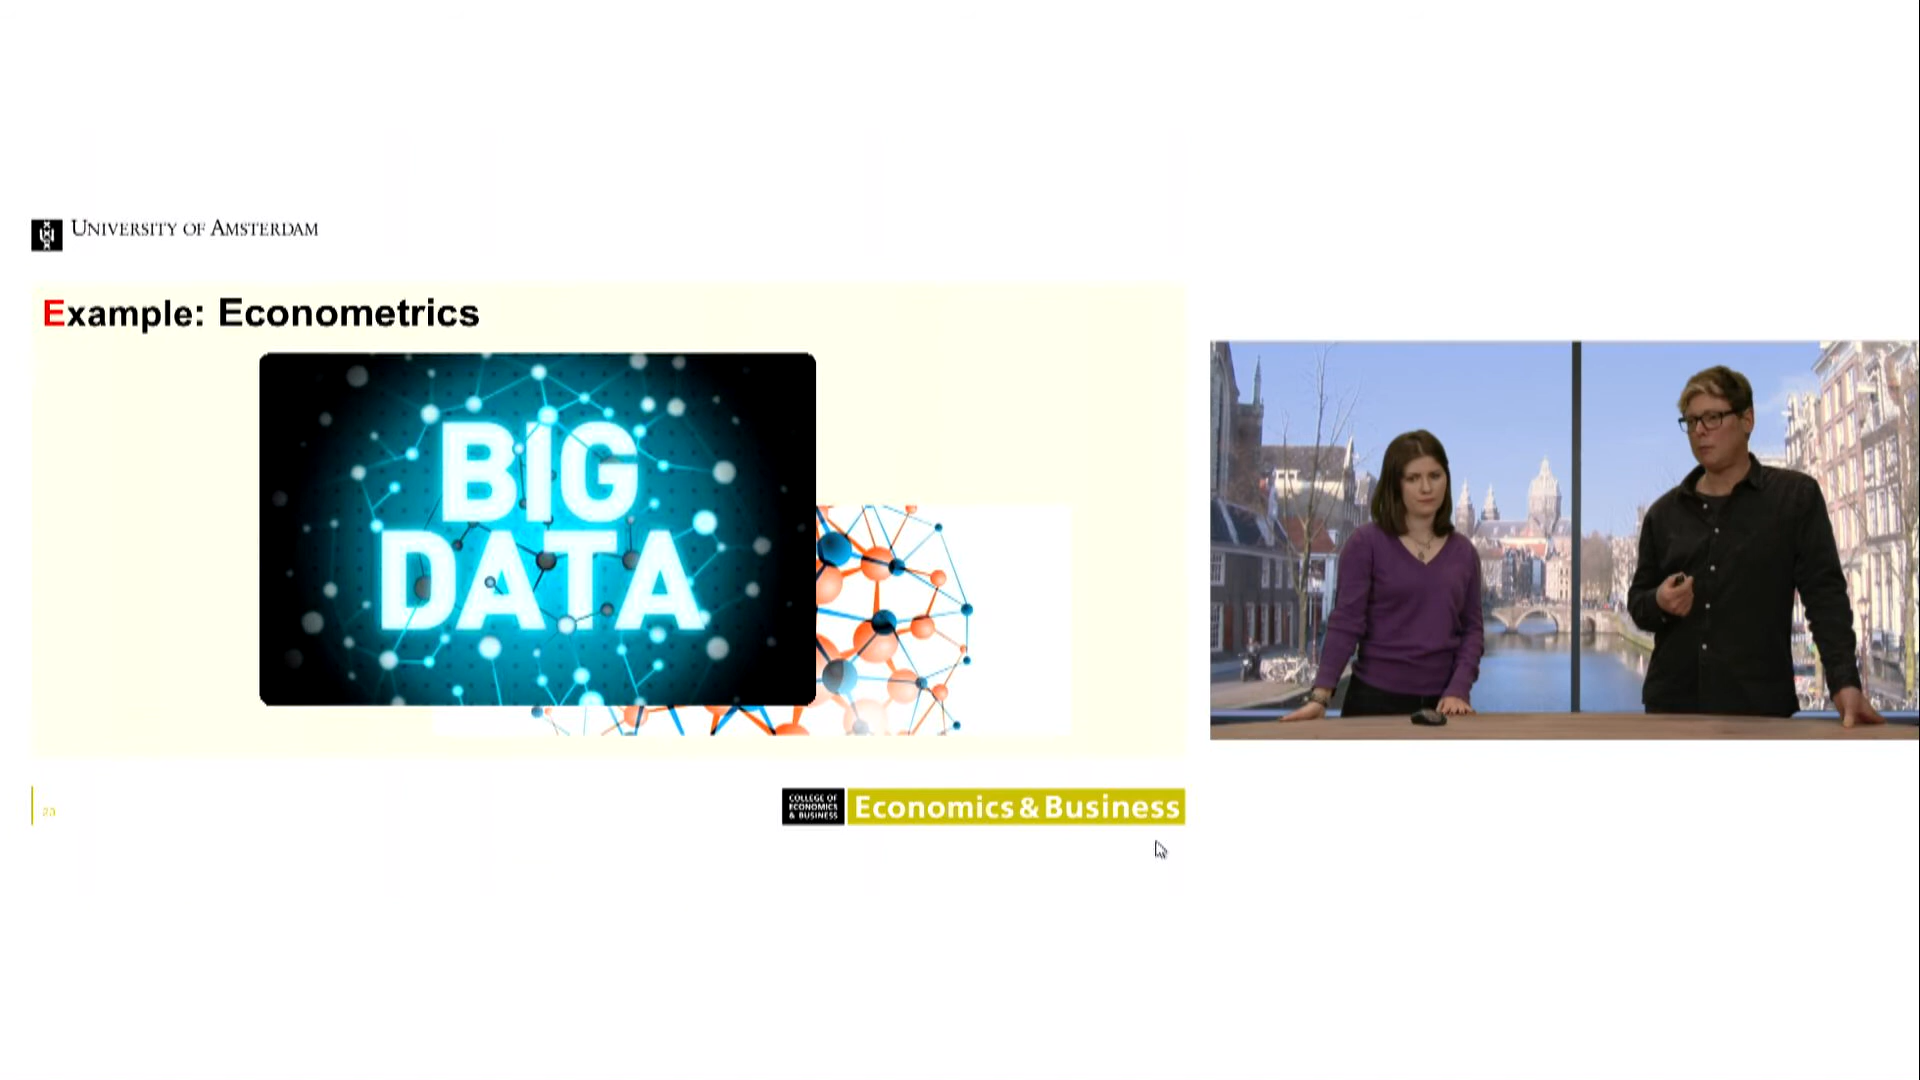 UNIVERSITY OF AMSTERDAM
Example: Econometrics
BIG
DATA
COLLEGE OF
ECONOMICS
& BUSINESS
Economics & Business